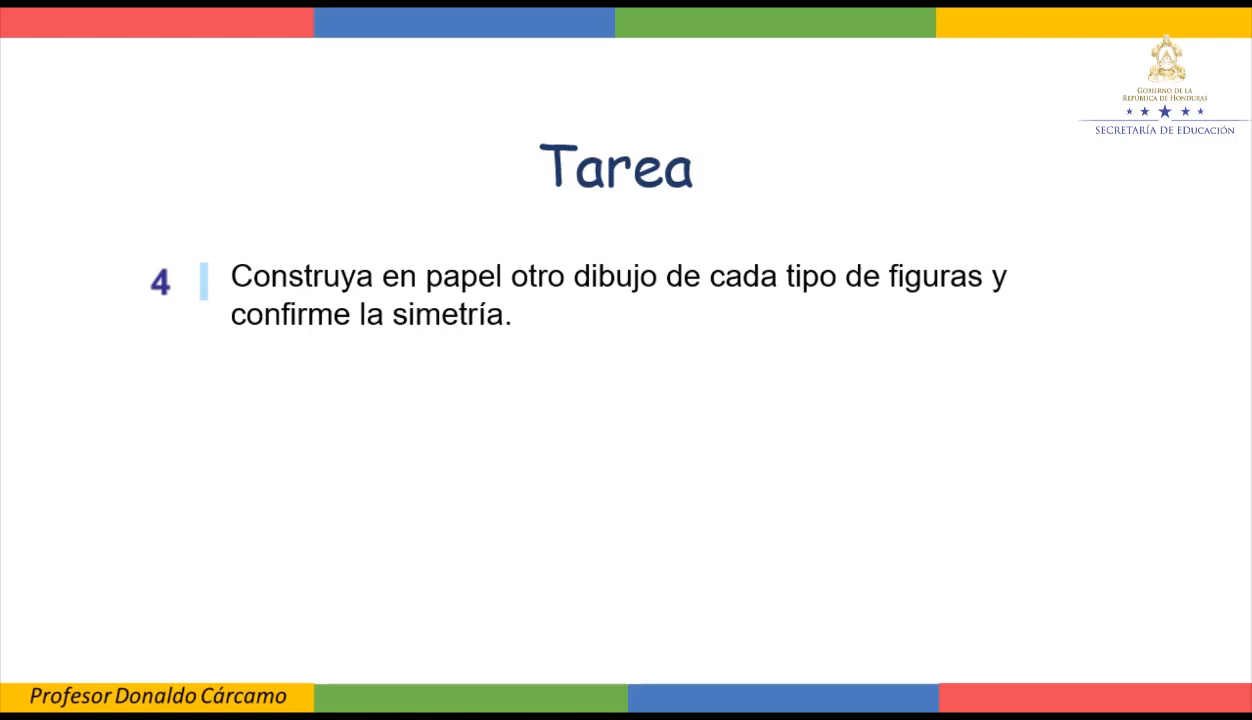 GOBIERNO DE LA
REPÚBLICA DE HONDURAS
SECRETARÍA DE EDUCACIÓN
Tarea
4 Construya en papel otro dibujo de cada tipo de figuras y
confirme la simetría.
Profesor Donaldo Cárcamo